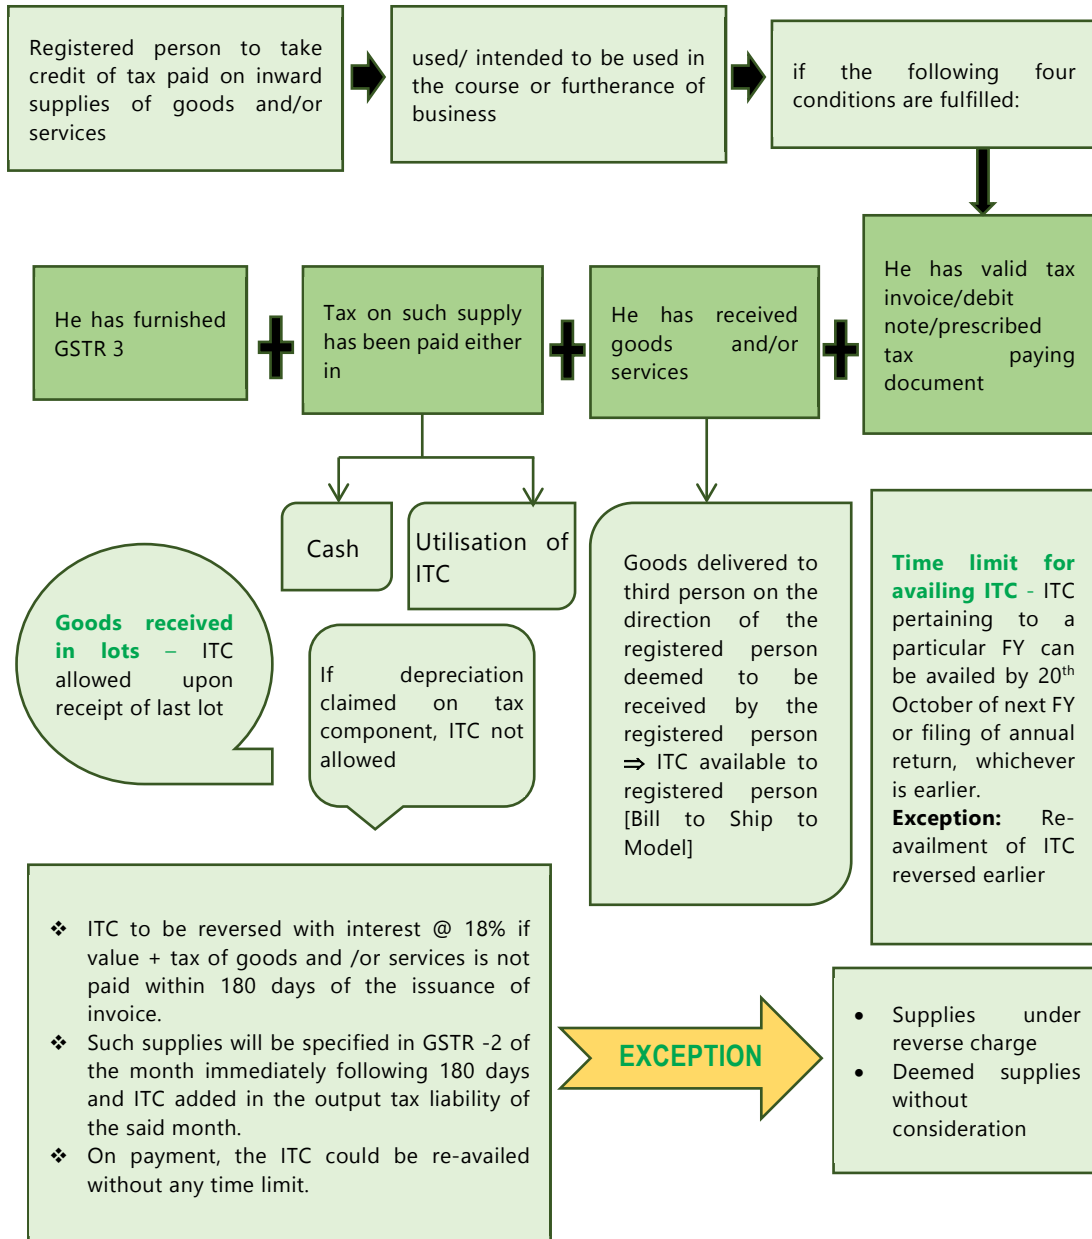 Registered person to take
credit of tax paid on inward
supplies of goods and/or
services
used/ intended to be used in
the course or furtherance of
business
if the following four
conditions are fulfilled:
He has valid tax
invoice/debit
note/prescribed
tax paying
document
He has received
goods and/or
services
Tax on such supply
has been paid either
in
He has furnished
GSTR 3
Cash
Utilisation of
ITC
Goods received
in lots – ITC
allowed upon
receipt of last lot
If depreciation
claimed on tax
component, ITC not
allowed
Goods delivered to
third person on the
direction of the
registered person
deemed to be
received by the
registered person
⇒ ITC available to
registered person
[Bill to Ship to
Model]
Time limit for
availing ITC - ITC
pertaining to a
particular FY can
be availed by 20th
October of next FY
or filing of annual
return, whichever
is earlier.
Exception: Re-
availment of ITC
reversed earlier
❖ ITC to be reversed with interest @ 18% if
value + tax of goods and /or services is not
paid within 180 days of the issuance of
invoice.
❖ Such supplies will be specified in GSTR -2 of
the month immediately following 180 days
and ITC added in the output tax liability of
the said month.
❖ On payment, the ITC could be re-availed
without any time limit.
EXCEPTION
• Supplies under
reverse charge
• Deemed supplies
without
consideration